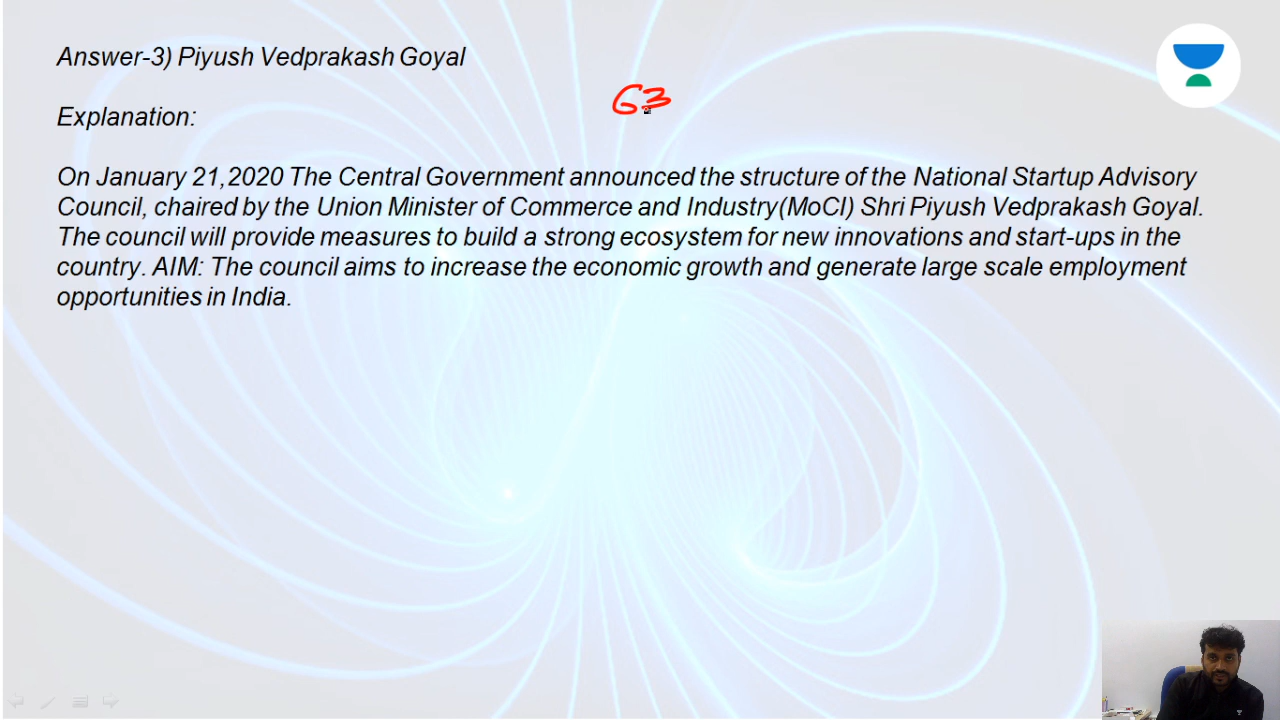 Answer-3) Piyush Vedprakash Goyal
63
Explanation:
On January 21,2020 The Central Government announced the structure of the National Startup Advisory
Council, chaired by the Union Minister of Commerce and Industry(MoCI) Shri Piyush Vedprakash Goyal.
The council will provide measures to build a strong ecosystem for new innovations and start-ups in the
country. AIM: The council aims to increase the economic growth and generate large scale employment
opportunities in India.